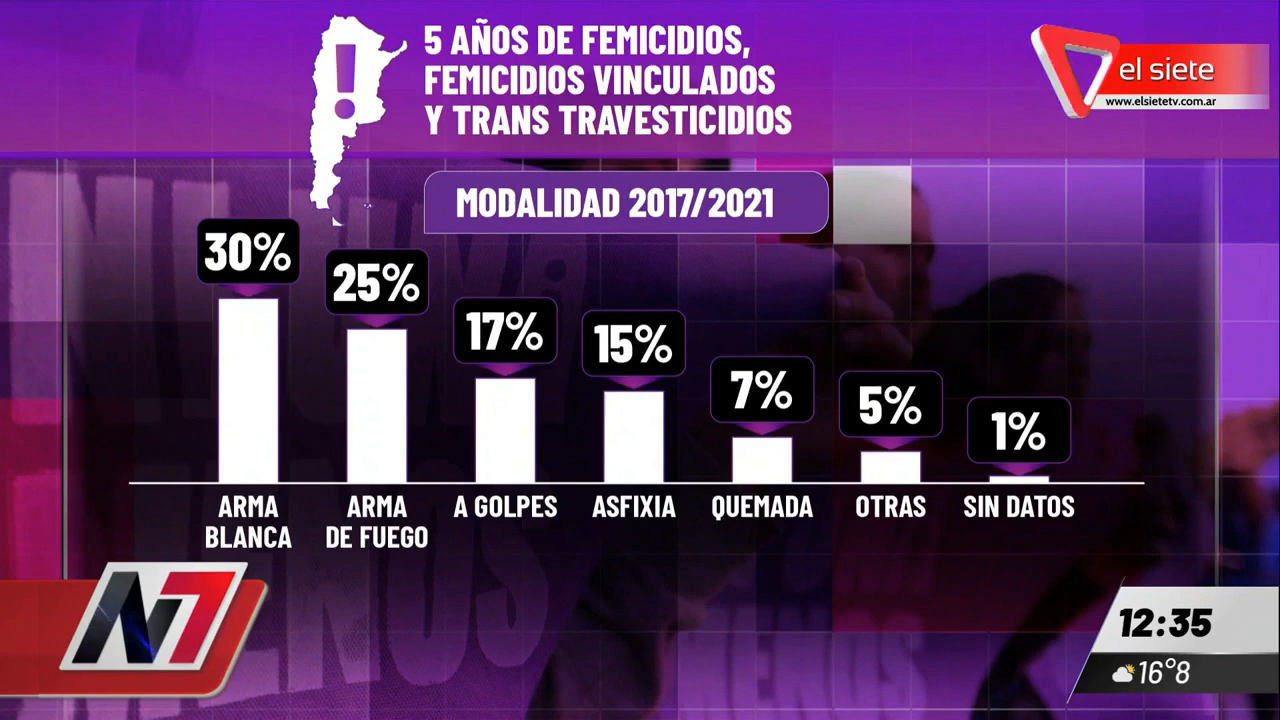 5 AÑOS DE FEMICIDIOS,
FEMICIDIOS VINCULADOS
Y TRANS TRAVESTICIDIOS
el siete
www.elsietetv.com.ar
MODALIDAD 2017/2021
30%
25%
17%
15%
7%
5%
1%
ARMA
BLANCA
ARMA
DE FUEGO
A GOLPES
ASFIXIA
QUEMADA
OTRAS
SIN DATOS
N7
12:35
16°8
MENOS